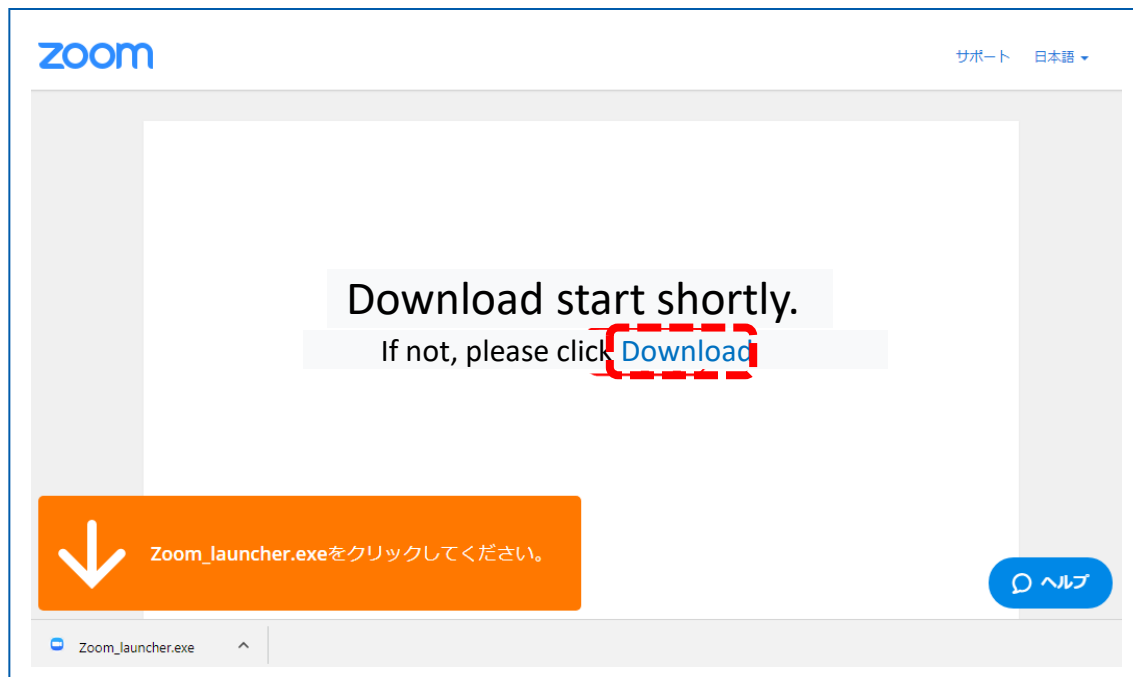 zoom
サポート 日本語
Download start shortly.
If not, please click Download
Zoom_launcher.exeをクリックしてください。
ヘルプ
Zoom_launcher.exe